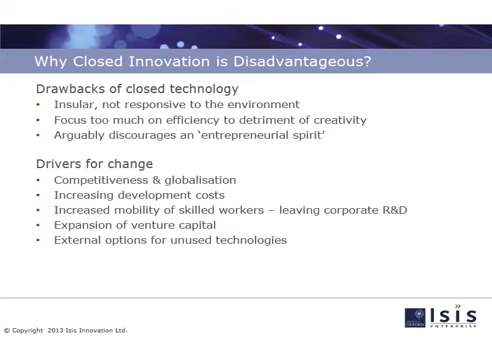 Why Closed Innovation is Disadvantageous?
Drawbacks of closed technology
• Insular, not responsive to the environment
• Focus too much on efficiency to detriment of creativity
• Arguably discourages an ‘entrepreneurial spirit’
Drivers for change
• Competitiveness & globalisation
• Increasing development costs
• Increased mobility of skilled workers – leaving corporate R&D
• Expansion of venture capital
• External options for unused technologies
Isis
ENTERPRISE
© Copyright 2013 Isis Innovation Ltd.